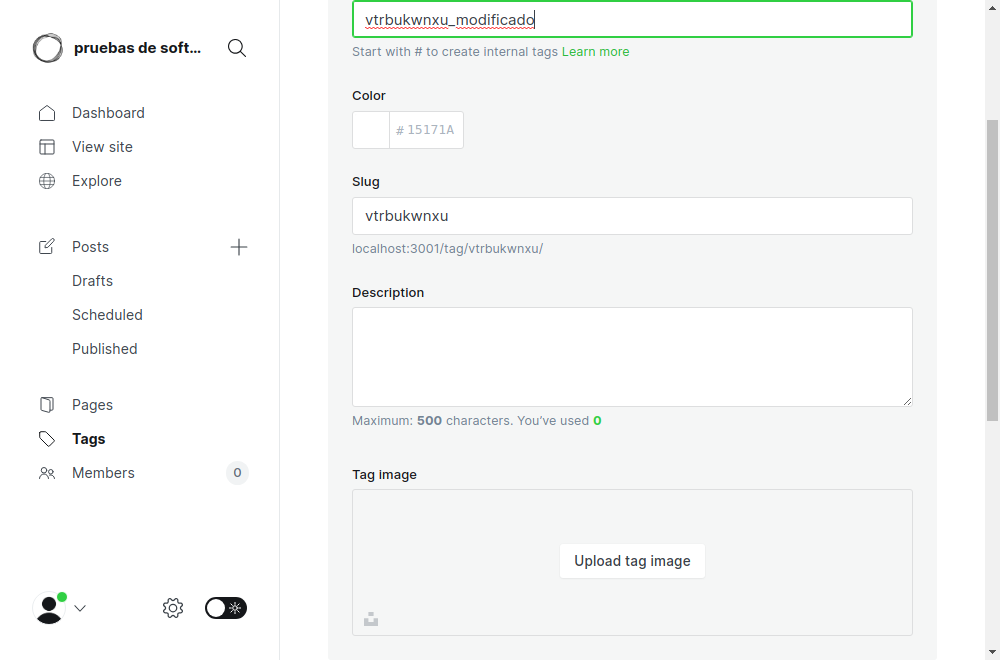 pruebas de soft...
Dashboard
View site
Explore
Posts
Drafts
Scheduled
Published
Pages
Tags
Members
0
vtrbukwnxu_modificado
Start with # to create internal tags Learn more
Color
# 15171A
Slug
vtrbukwnxu
localhost:3001/tag/vtrbukwnxu/
Description
Maximum: 500 characters. You’ve used 0
Tag image
Upload tag image